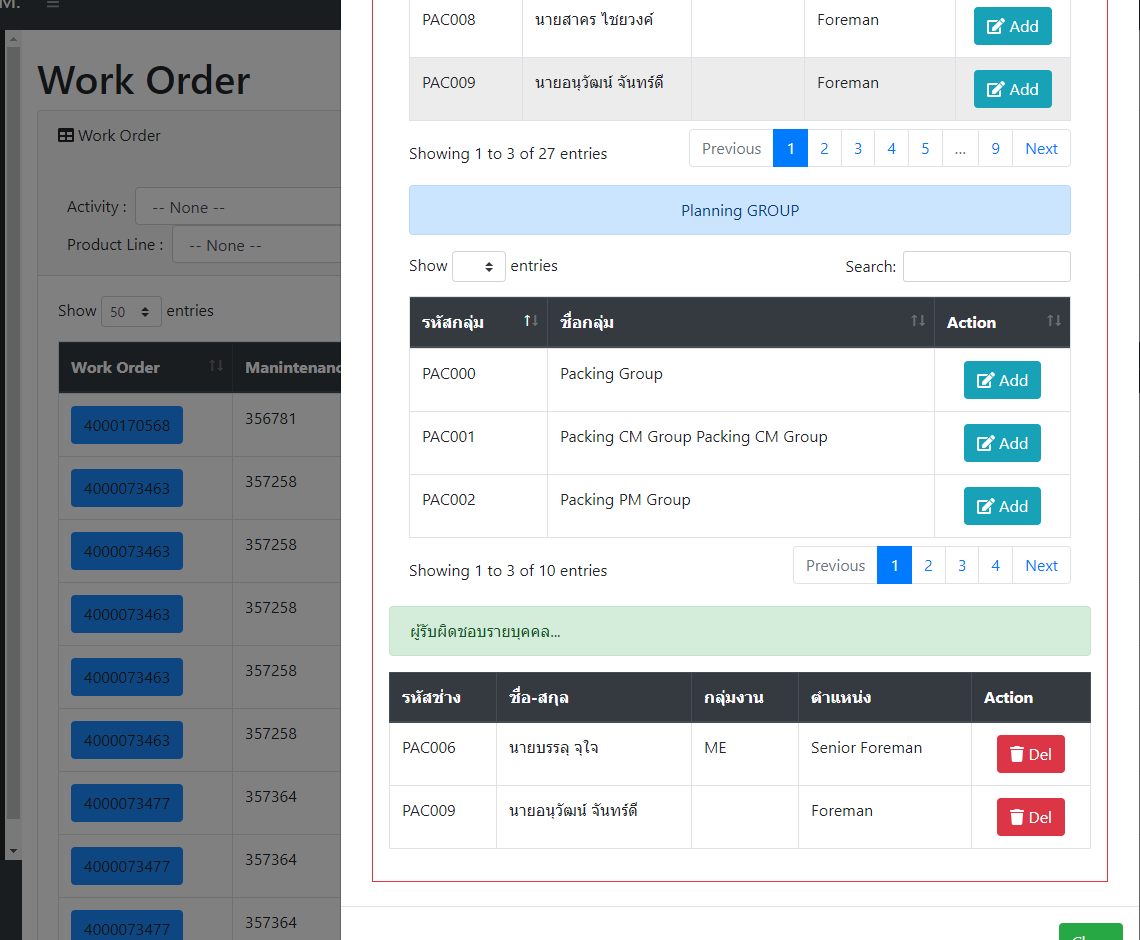 M.
Work Order
Work Order
Activity : -- None --
Product Line : -- None --
Show 50 entries
Work Order
4000170568 356781
4000073463 357258
4000073463 357258
4000073463 357258
4000073463 357258
4000073463 357258
4000073477 357364
4000073477 357364
4000073477 357364
PAC008 นายสาคร ไชยวงค์ Foreman Add
PAC009 นายอนุวัฒน์ จันทร์ดี Foreman Add
Showing 1 to 3 of 27 entries Previous 1 2 3 4 5 ... 9 Next
Planning GROUP
Show entries Search:
รหัสกลุ่ม ชื่อกลุ่ม Action
PAC000 Packing Group Add
PAC001 Packing CM Group Packing CM Group Add
PAC002 Packing PM Group Add
Showing 1 to 3 of 10 entries Previous 1 2 3 4 Next
ผู้รับผิดชอบรายบุคคล...
รหัสช่าง ชื่อ-สกุล กลุ่มงาน ตำแหน่ง Action
PAC006 นายบรรลุ จุใจ ME Senior Foreman Del
PAC009 นายอนุวัฒน์ จันทร์ดี Foreman Del